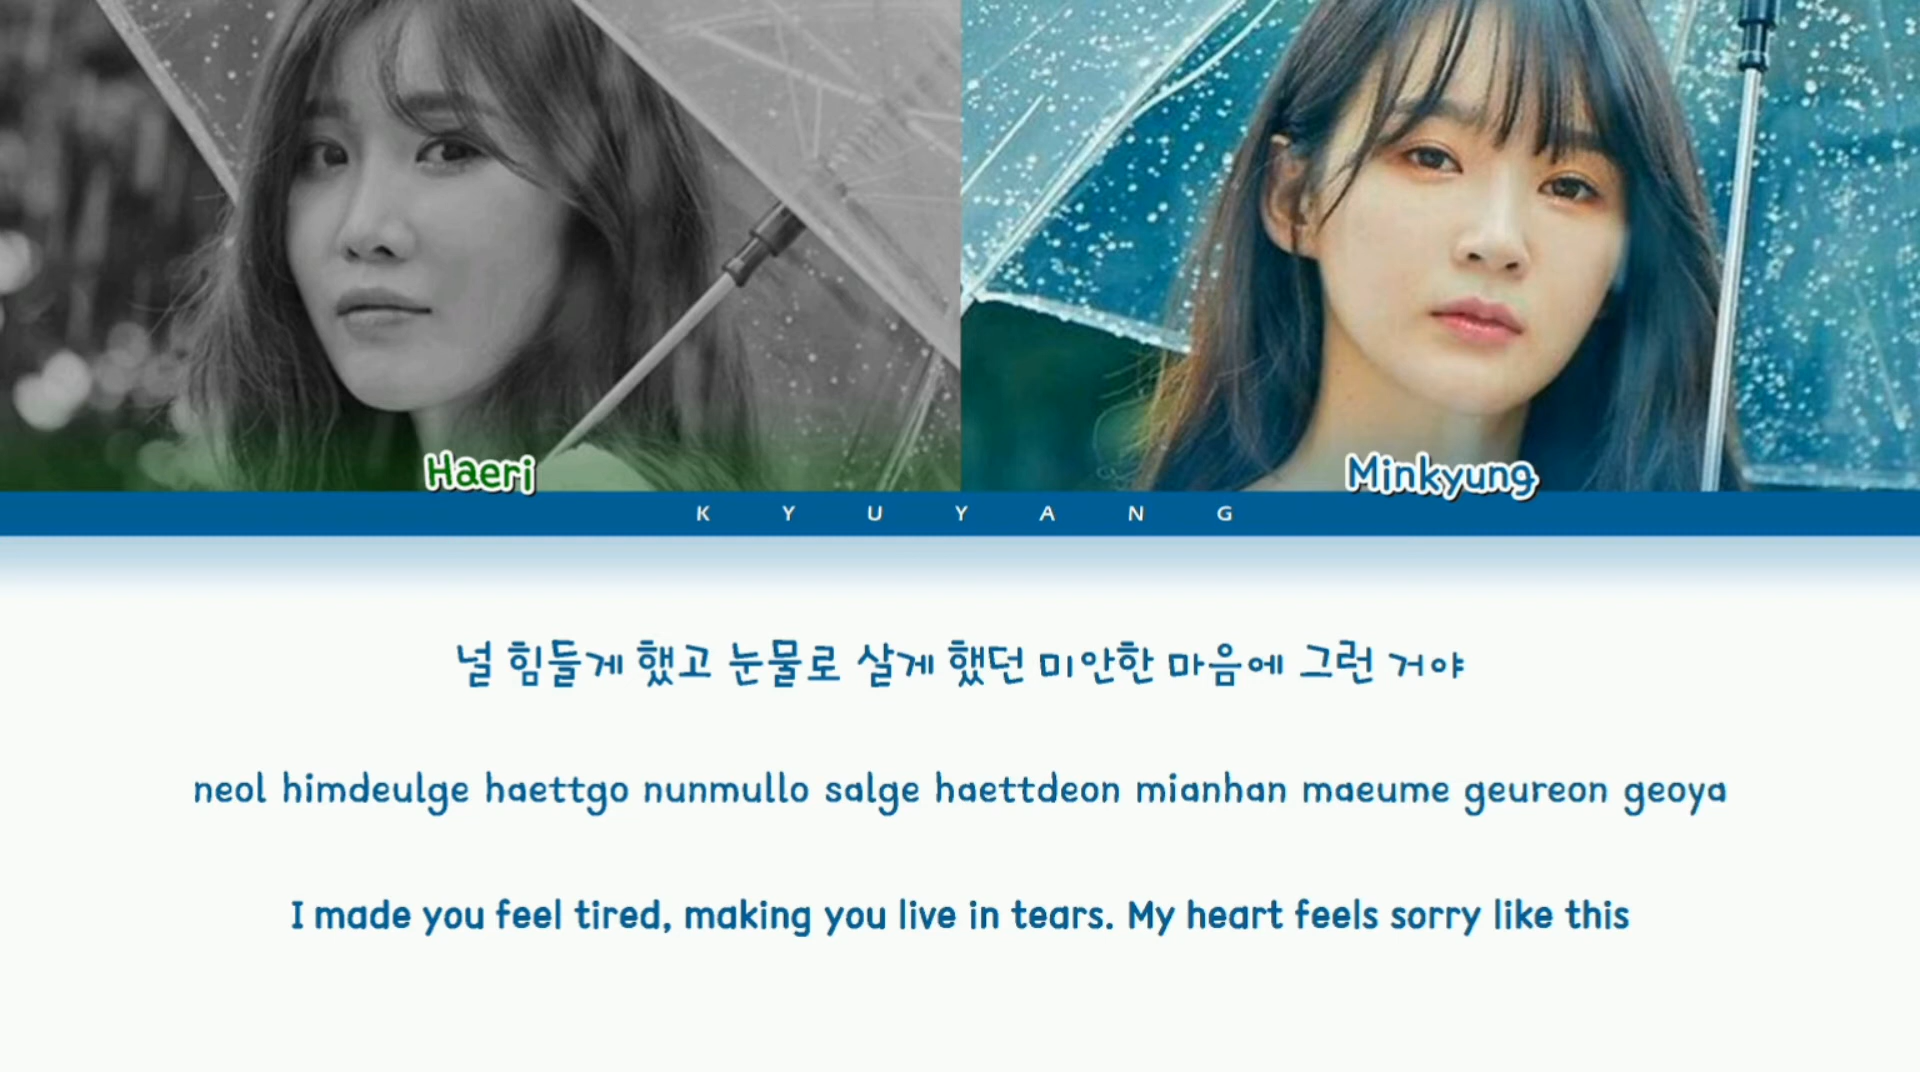 Haeri
Minkyung
KYUYANG
널 힘들게 했고 눈물로 살게 했던 미안한 마음에 그런 거야
neol himdeulge haettgo nunmullo salge haettdeon mianhan maeume geureon geoya
I made you feel tired, making you live in tears. My heart feels sorry like this